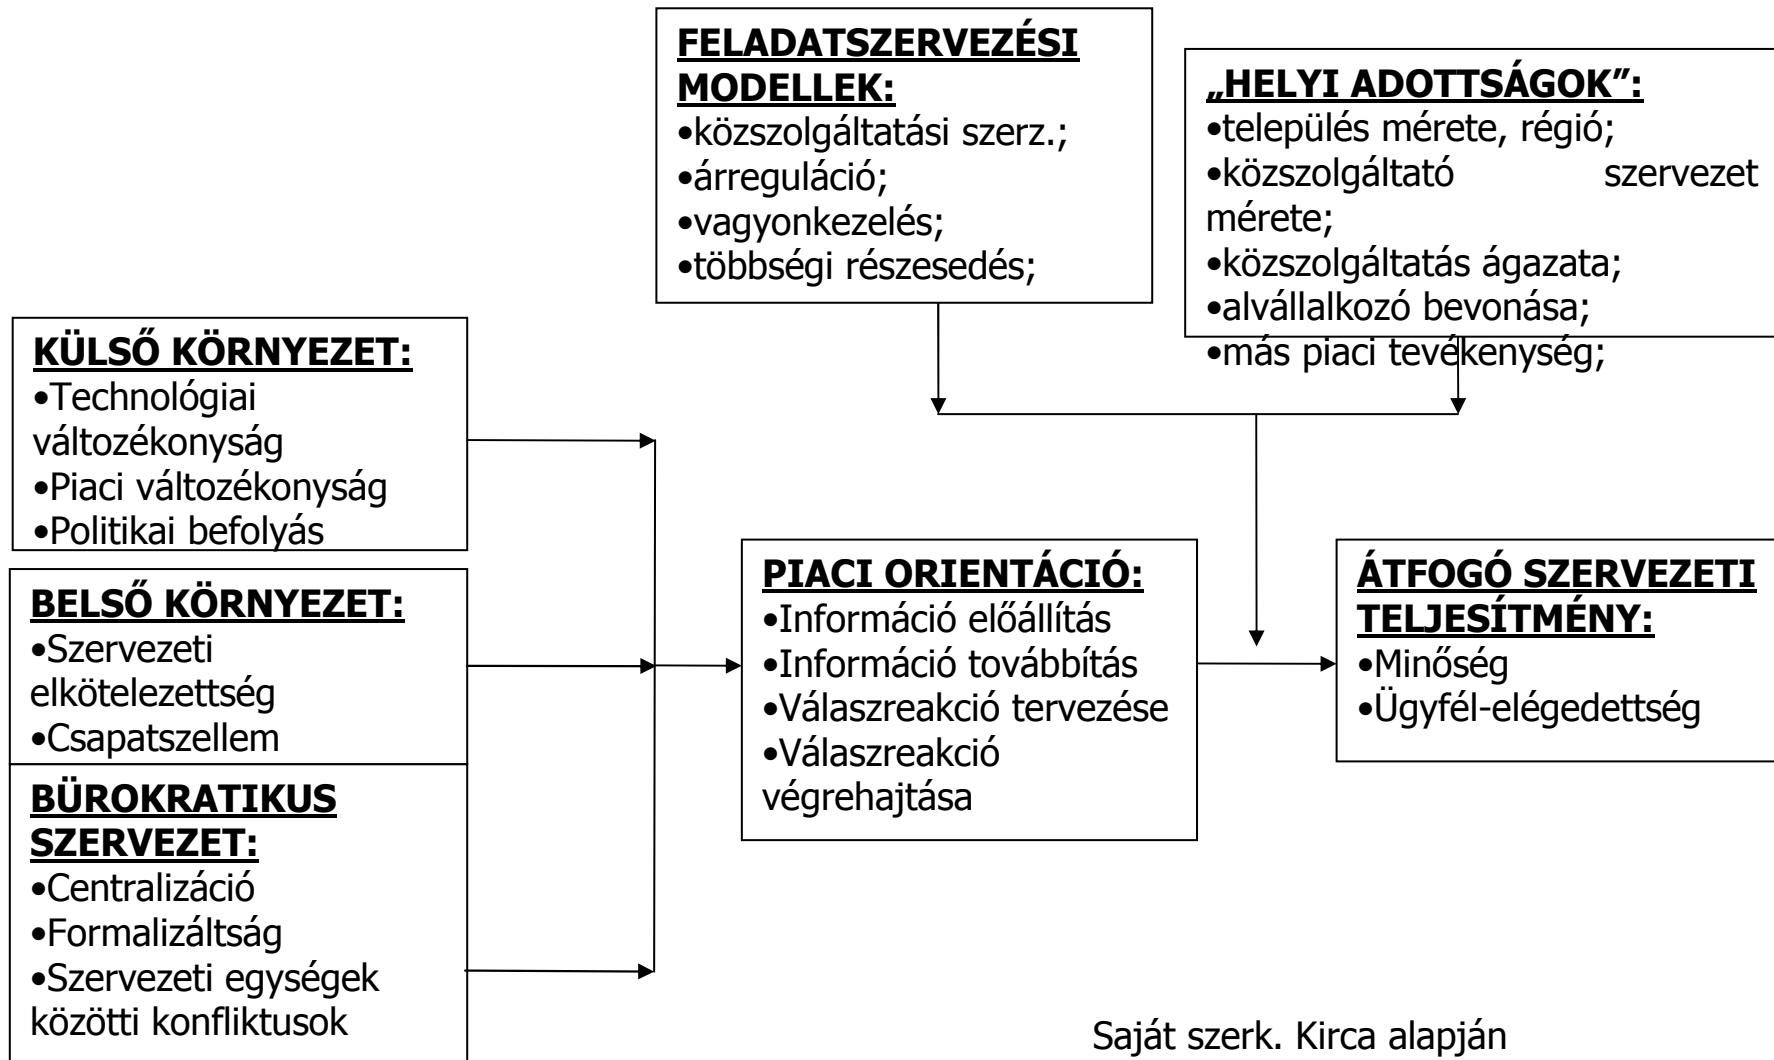 FELADATSZERVEZÉSI
MODELLEK:
•közszolgáltatási szerz.;
•árreguláció;
•vagyonkezelés;
•többségi részesedés;
„HELYI ADOTTSÁGOK”:
•település mérete, régió;
•közszolgáltató szervezet
mérete;
•közszolgáltatás ágazata;
•alvállalkozó bevonása;
•más piaci tevékenység;
KÜLSŐ KÖRNYEZET:
•Technológiai
változékonyság
•Piaci változékonyság
•Politikai befolyás
BELSŐ KÖRNYEZET:
•Szervezeti
elkötelezettség
•Csapatszellem
BÜROKRATIKUS
SZERVEZET:
•Centralizáció
•Formalizáltság
•Szervezeti egységek
közötti konfliktusok
PIACI ORIENTÁCIÓ:
•Információ előállítás
•Információ továbbítás
•Válaszreakció tervezése
•Válaszreakció
végrehajtása
ÁTFOGÓ SZERVEZETI
TELJESÍTMÉNY:
•Minőség
•Ügyfél-elégedettség
Saját szerk. Kirca alapján